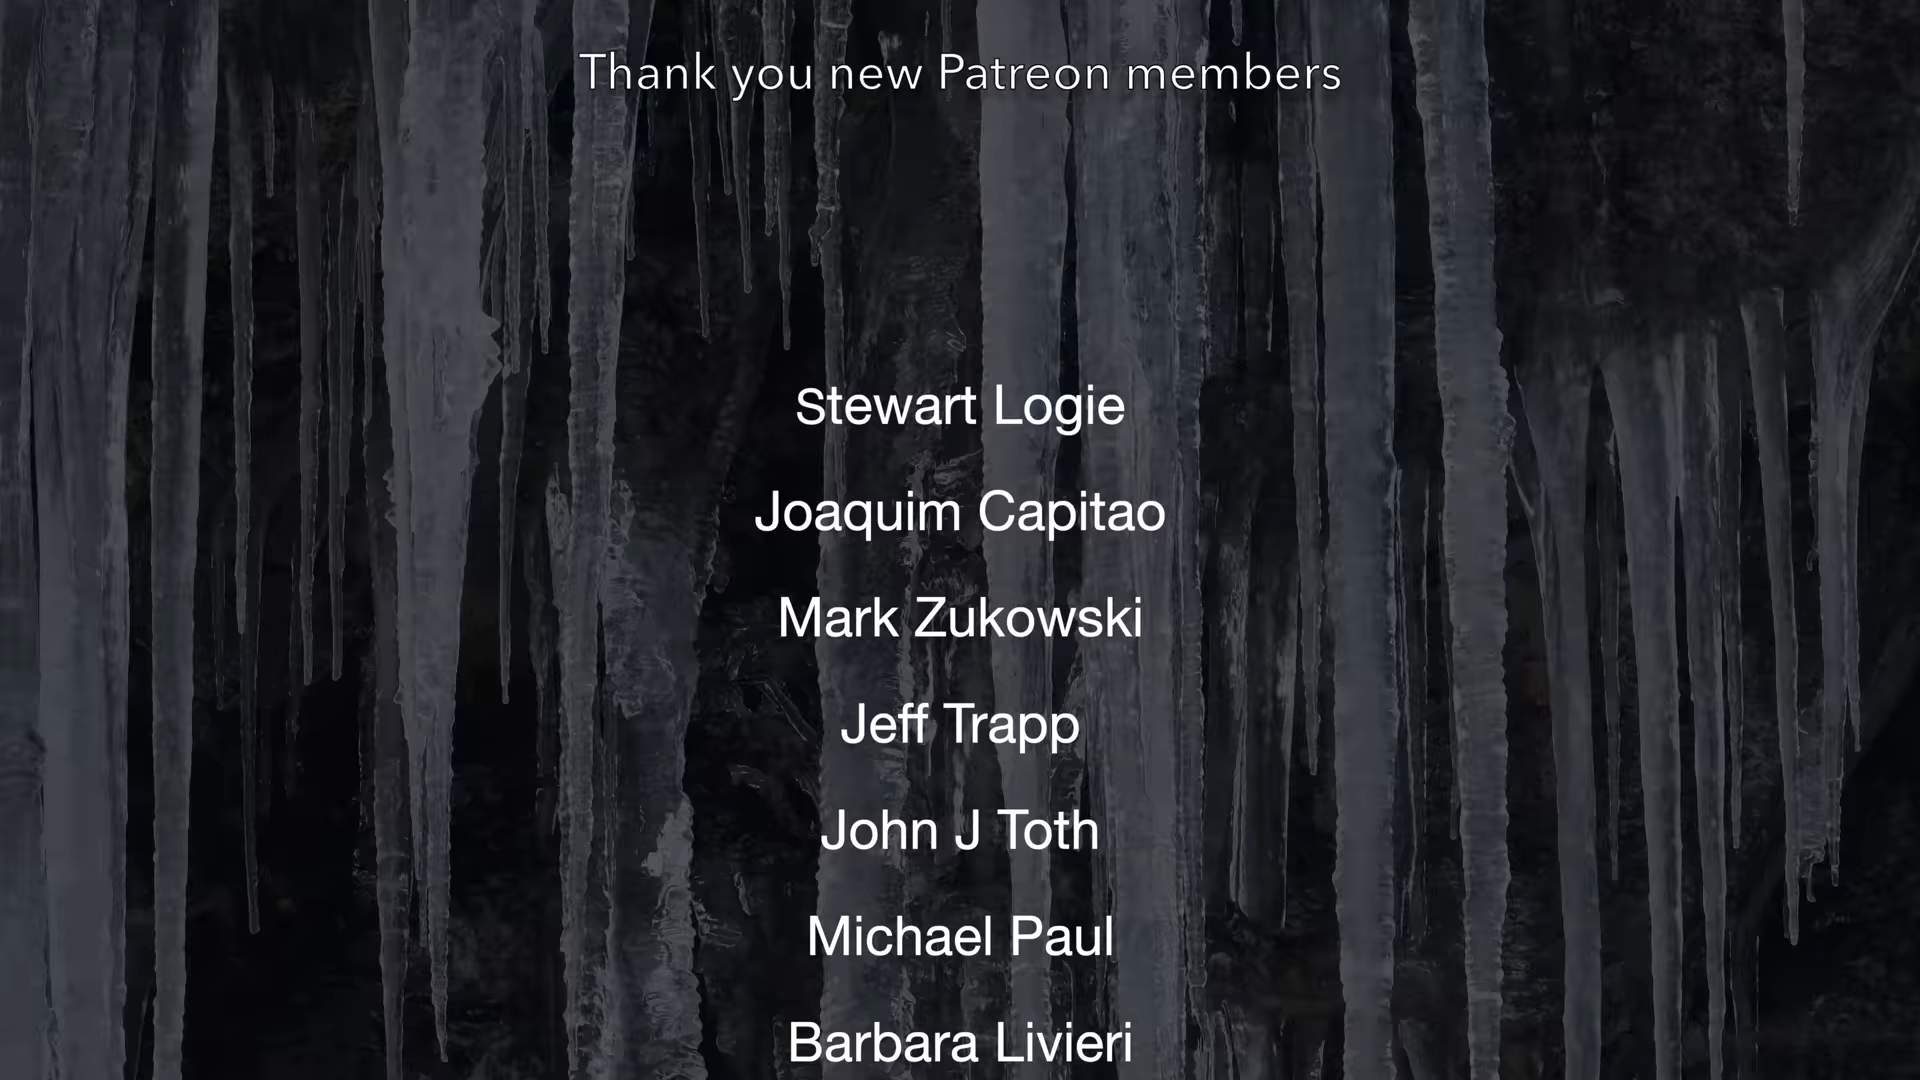 Thank you new Patreon members
Stewart Logie
Joaquim Capitao
Mark Zukowski
Jeff Trapp
John J Toth
Michael Paul
Barbara Livieri